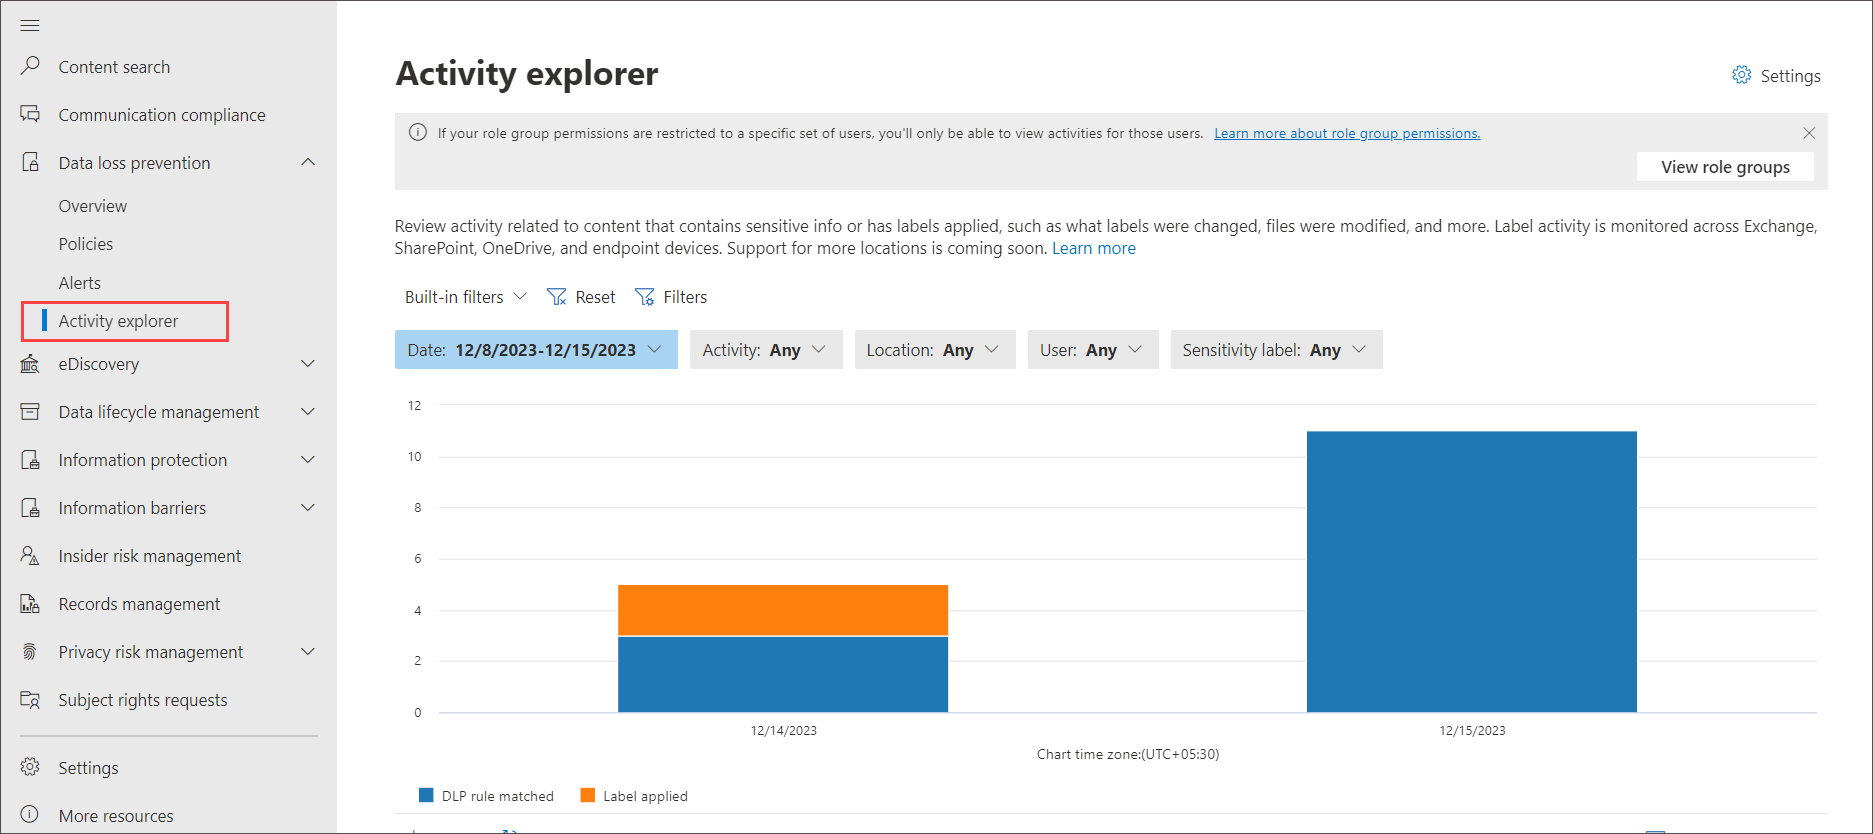 Content search
Communication compliance
Data loss prevention
Overview
Policies
Alerts
Activity explorer
eDiscovery
Data lifecycle management
Information protection
Information barriers
Insider risk management
Records management
Privacy risk management
Subject rights requests
Settings
More resources
Activity explorer
Settings
If your role group permissions are restricted to a specific set of users, you'll only be able to view activities for those users. Learn more about role group permissions.
View role groups
Review activity related to content that contains sensitive info or has labels applied, such as what labels were changed, files were modified, and more. Label activity is monitored across Exchange,
SharePoint, OneDrive, and endpoint devices. Support for more locations is coming soon. Learn more
Built-in filters Reset Filters
Date: 12/8/2023-12/15/2023 Activity: Any Location: Any User: Any Sensitivity label: Any
12
10
8
6
4
2
0
12/14/2023 12/15/2023
Chart time zone:(UTC+05:30)
DLP rule matched Label applied